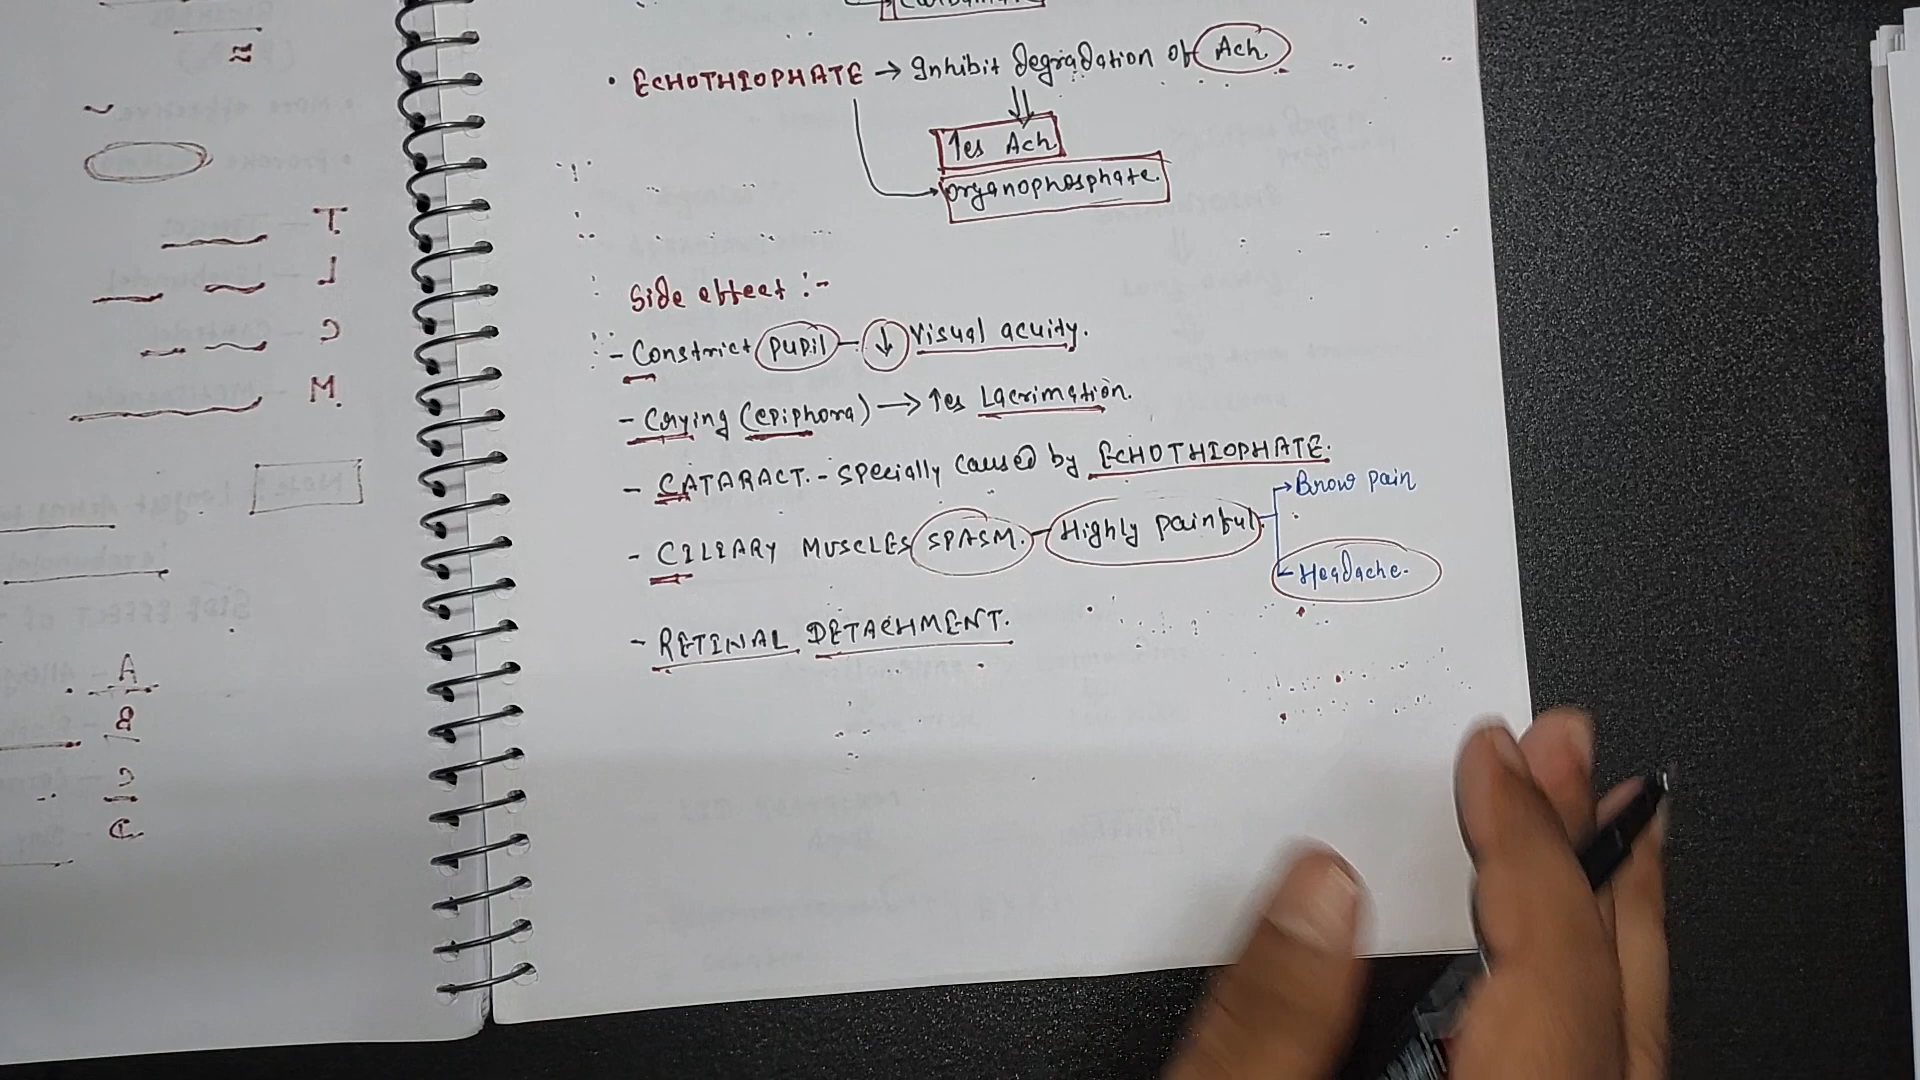 • ECHOTHIOPHATE → Inhibit degradation of Ach.
↑es Ach
organophosphate.
Side effect :-
- Constrict pupil - ↓ Visual acuity.
- Crying (epiphora) → ↑es Lacrimation.
- CATARACT. - specially caused by ECHOTHIOPHATE.
- CILIARY MUSCLES SPASM. - Highly painful.
→ Brow pain
Headache.
- RETINAL DETACHMENT.
T.
L
C
M.
A
B
C
C